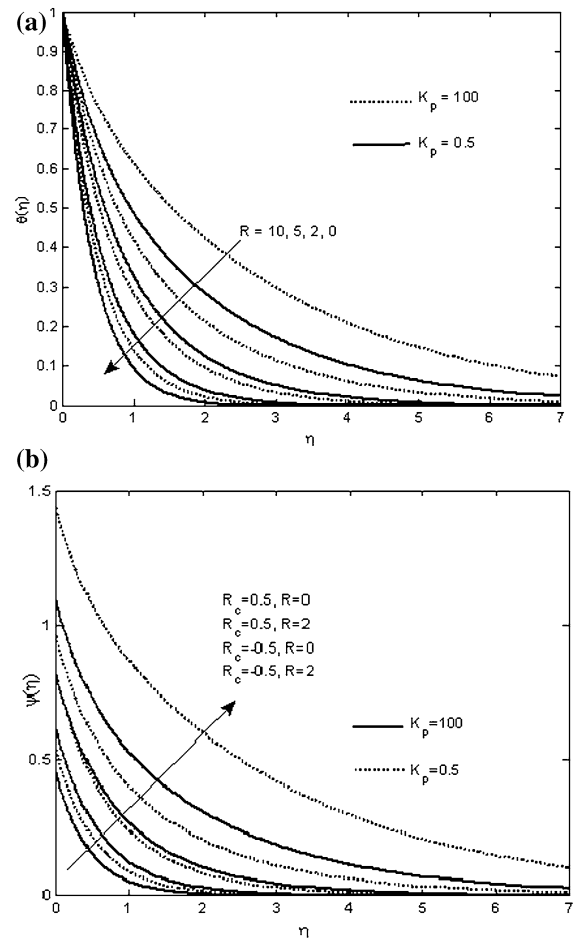 (a)
1
0.9
0.8
0.7
0.6
0.5
0.4
0.3
0.2
0.1
0
θ(η)
K_p = 100
K_p = 0.5
R = 10, 5, 2, 0
0 1 2 3 4 5 6 7
η
(b)
1.5
1
0.5
0
ψ(η)
R_c=0.5, R=0
R_c=0.5, R=2
R_c=-0.5, R=0
R_c=-0.5, R=2
K_p=100
K_p=0.5
0 1 2 3 4 5 6 7
η